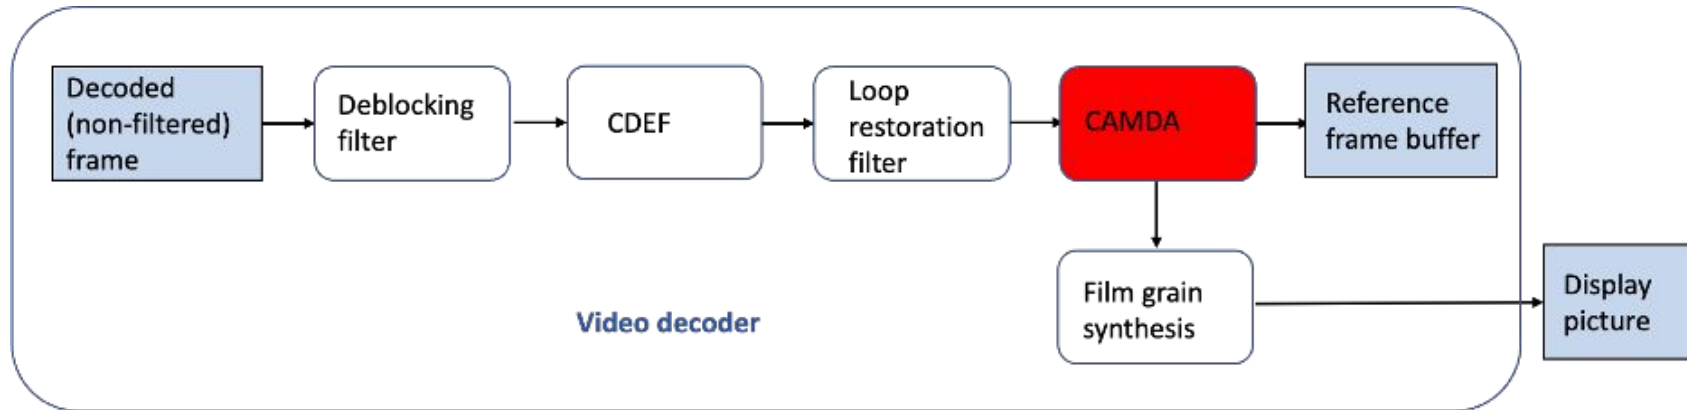 Decoded
(non-filtered)
frame
Deblocking
filter
CDEF
Loop
restoration
filter
CAMDA
Reference
frame buffer
Film grain
synthesis
Display
picture
Video decoder